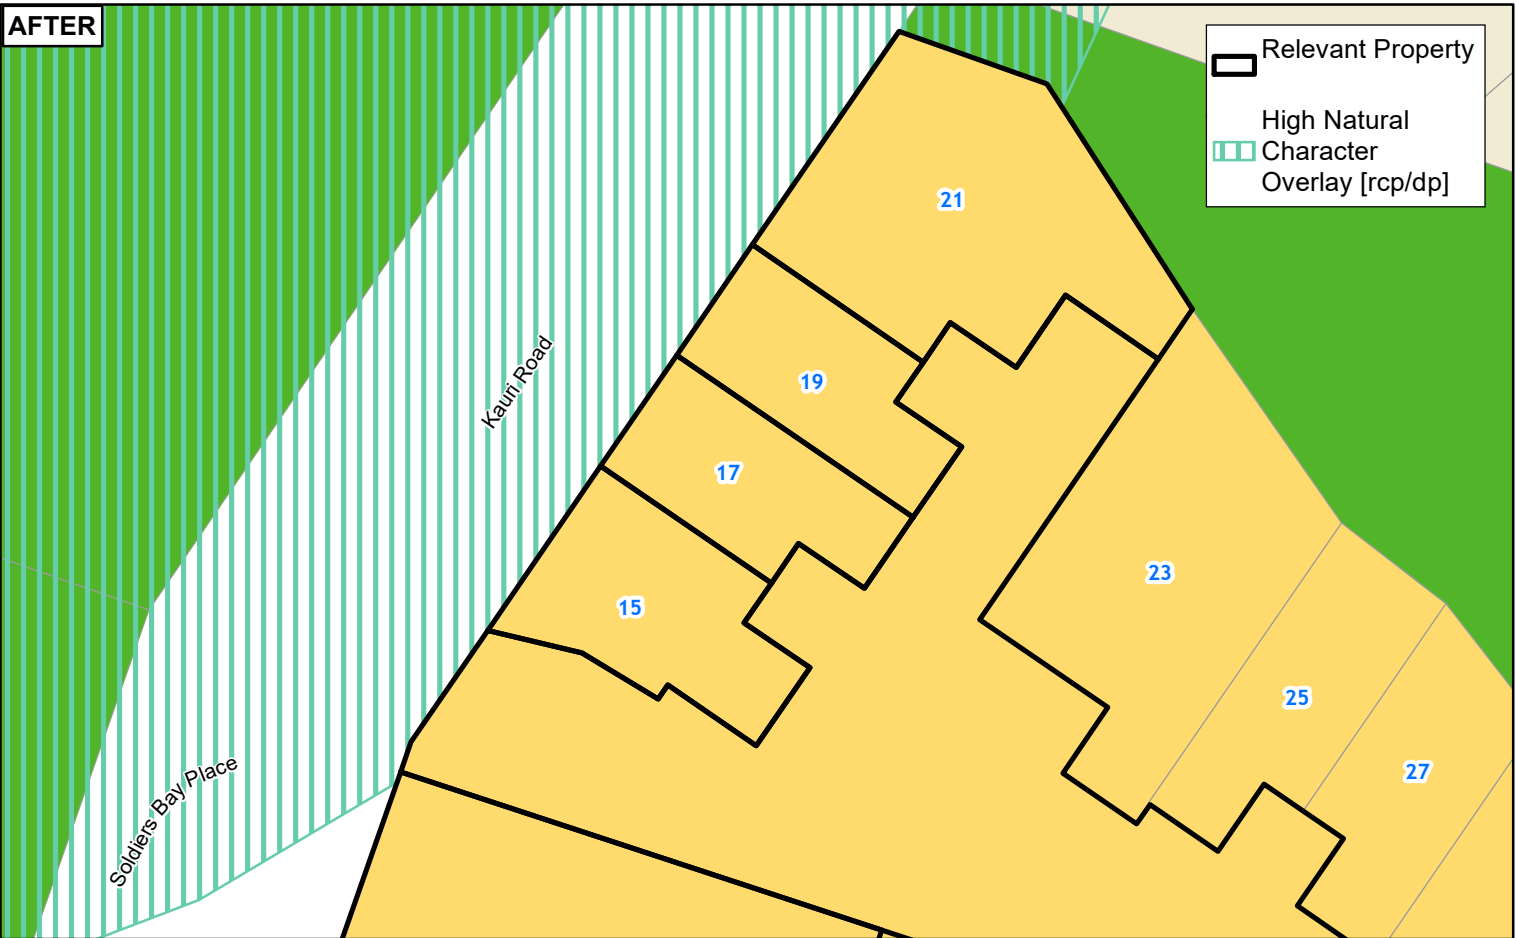 AFTER
Relevant Property
High Natural
Character
Overlay [rcp/dp]
21
Kauri Road
19
17
23
15
25
27
Soldiers Bay Place